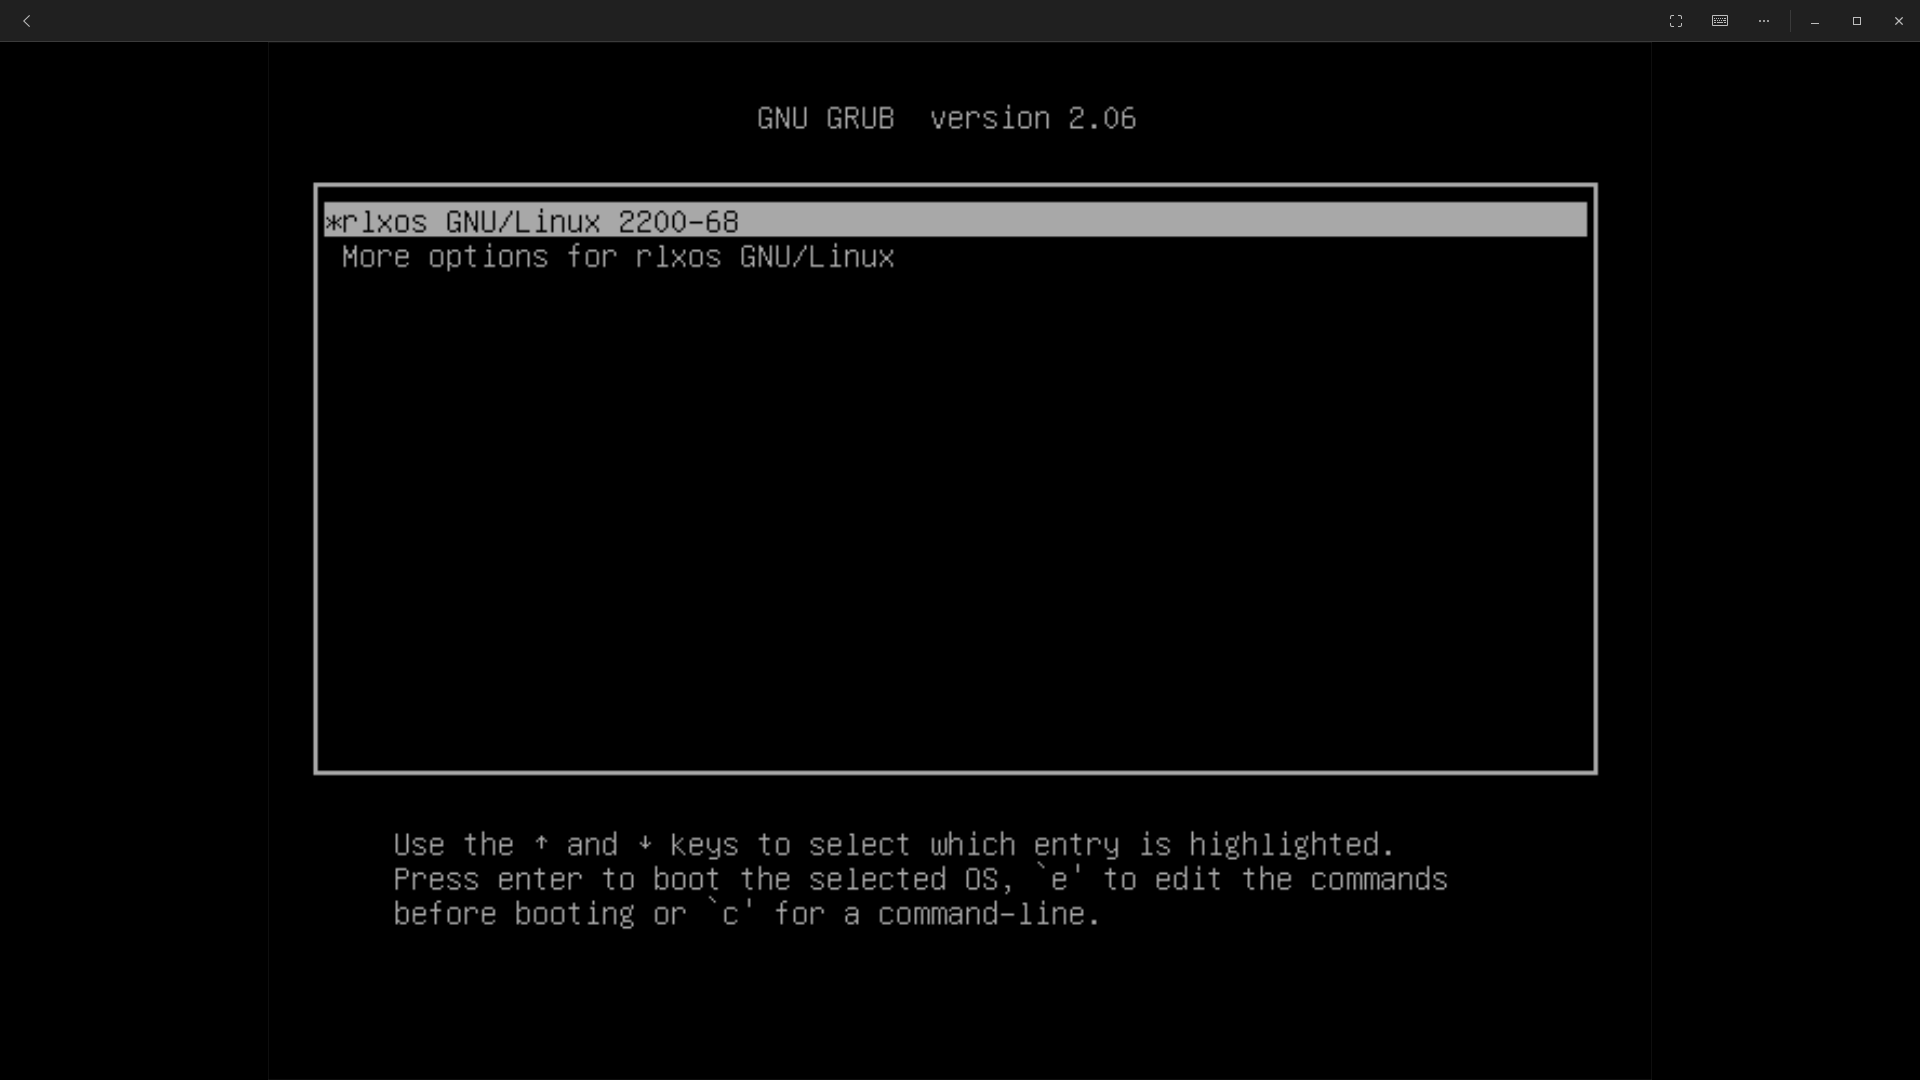 GNU GRUB  version 2.06
*rlxos GNU/Linux 2200-68
More options for rlxos GNU/Linux
Use the ↑ and ↓ keys to select which entry is highlighted.
Press enter to boot the selected OS, `e' to edit the commands
before booting or `c' for a command-line.